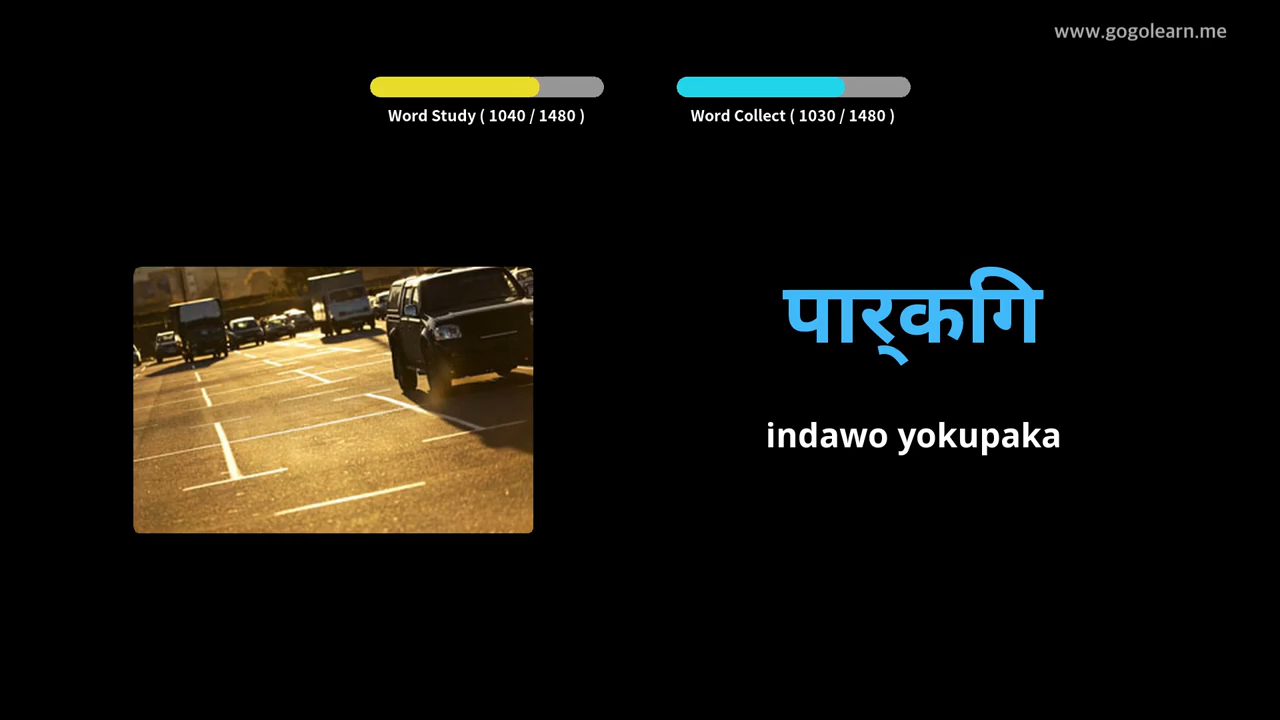 www.gogolearn.me
Word Study ( 1040 / 1480 )
Word Collect ( 1030 / 1480 )
पार्किग
indawo yokupaka